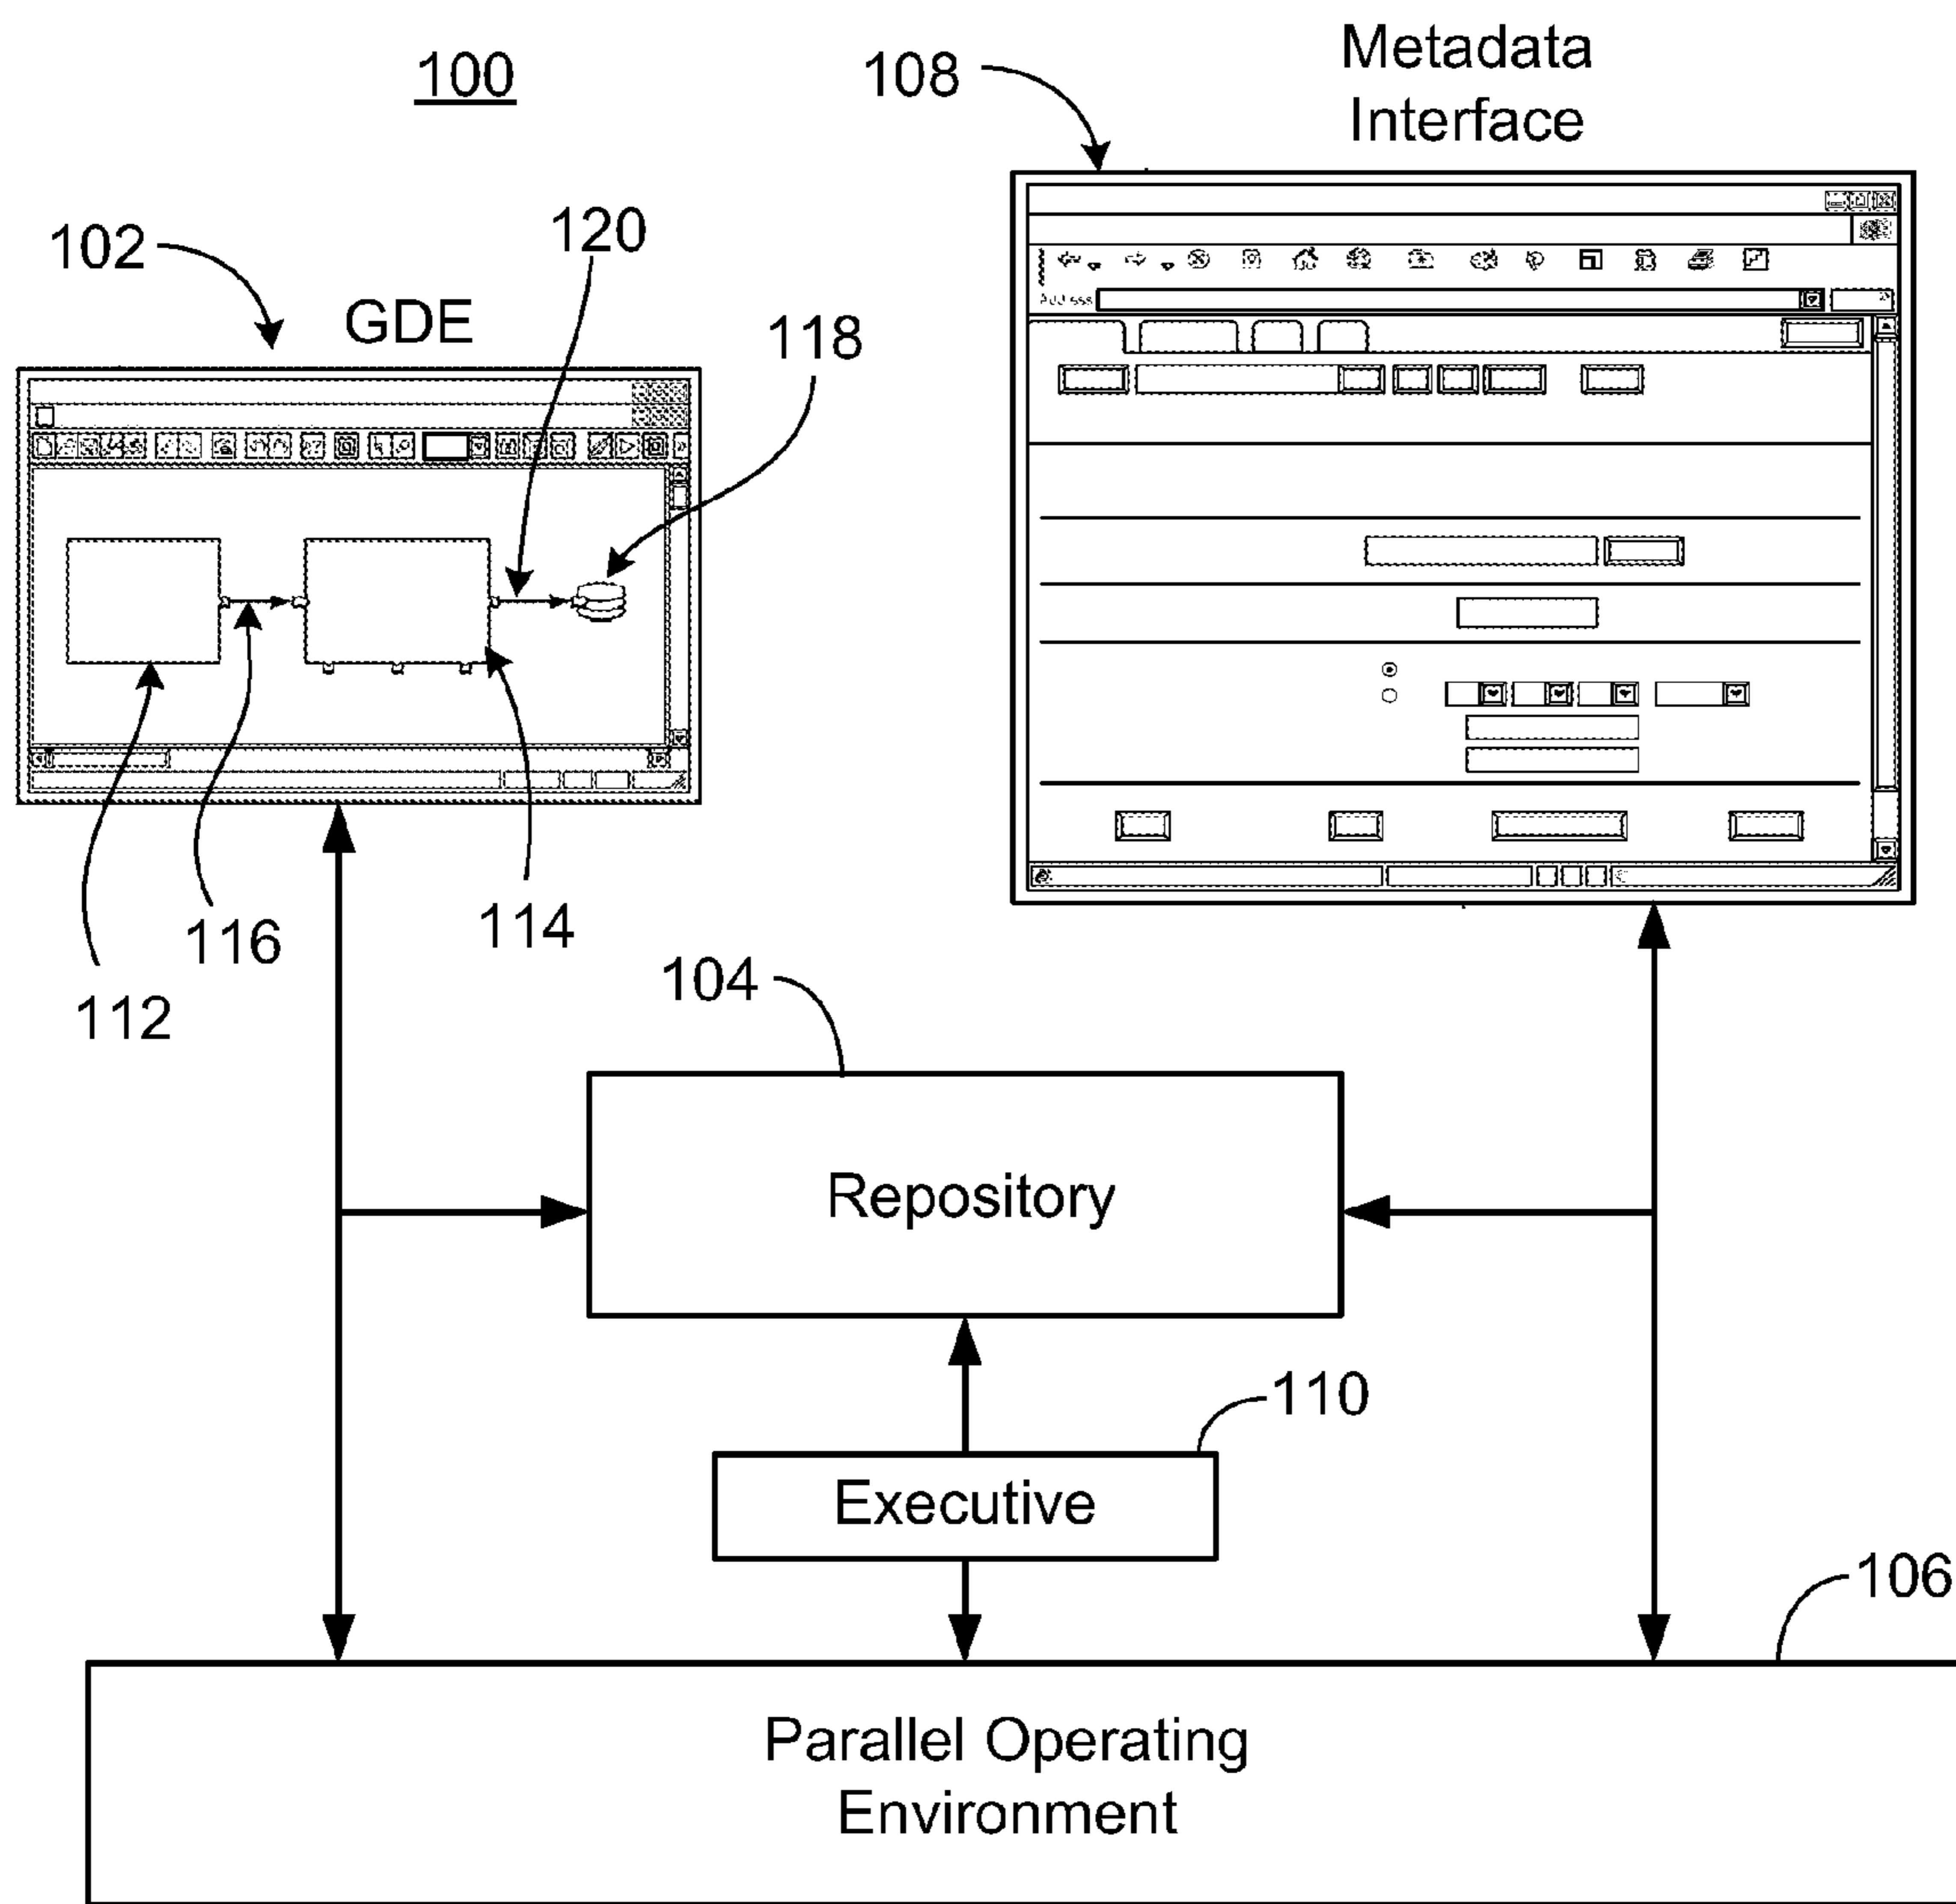 100
108
Metadata
Interface
102
120
GDE
118
Address
116
114
112
104
Repository
110
Executive
106
Parallel Operating
Environment